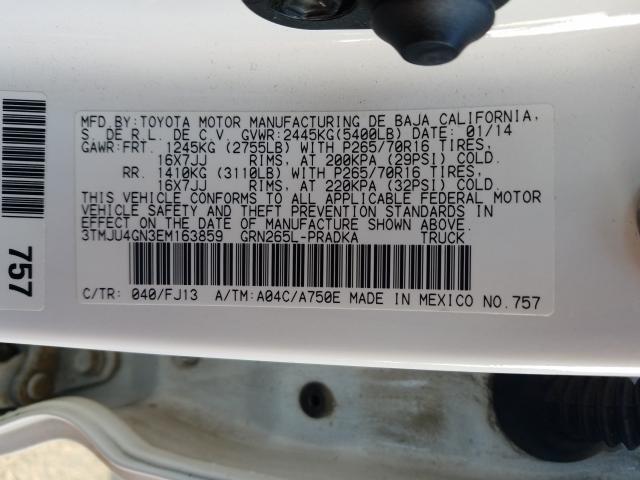 MFD.BY:TOYOTA MOTOR MANUFACTURING DE BAJA CALIFORNIA,
S. DE R.L. DE C.V. GVWR:2445KG(5400LB) DATE: 01/14
GAWR:FRT. 1245KG (2755LB) WITH P265/70R16 TIRES,
16X7JJ RIMS, AT 200KPA (29PSI) COLD.
RR. 1410KG (3110LB) WITH P265/70R16 TIRES,
16X7JJ RIMS, AT 220KPA (32PSI) COLD.
THIS VEHICLE CONFORMS TO ALL APPLICABLE FEDERAL MOTOR
VEHICLE SAFETY AND THEFT PREVENTION STANDARDS IN
EFFECT ON THE DATE OF MANUFACTURE SHOWN ABOVE.
3TMJU4GN3EM163859 GRN265L-PRADKA TRUCK
C/TR: 040/FJ13 A/TM:A04C/A750E MADE IN MEXICO NO.757
757